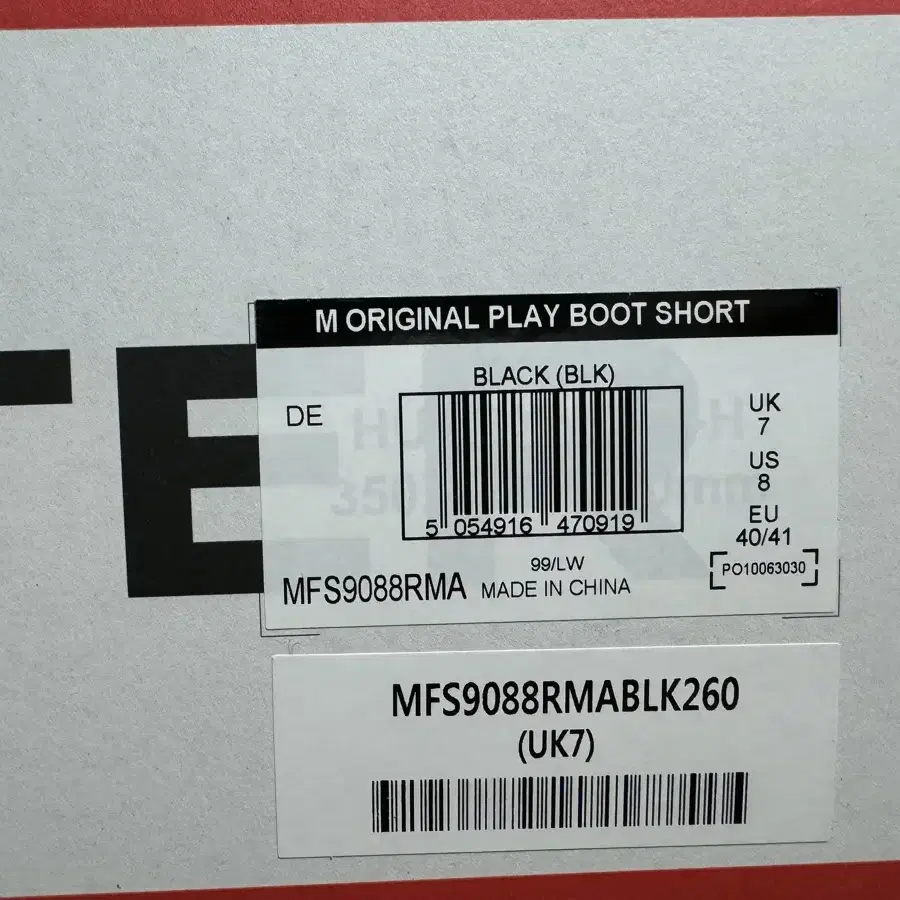 TER
M ORIGINAL PLAY BOOT SHORT
BLACK (BLK)
DE
5 054916 470919
UK
7
US
8
EU
40/41
PO10063030
99/LW
MFS9088RMA MADE IN CHINA
MFS9088RMABLK260
(UK7)